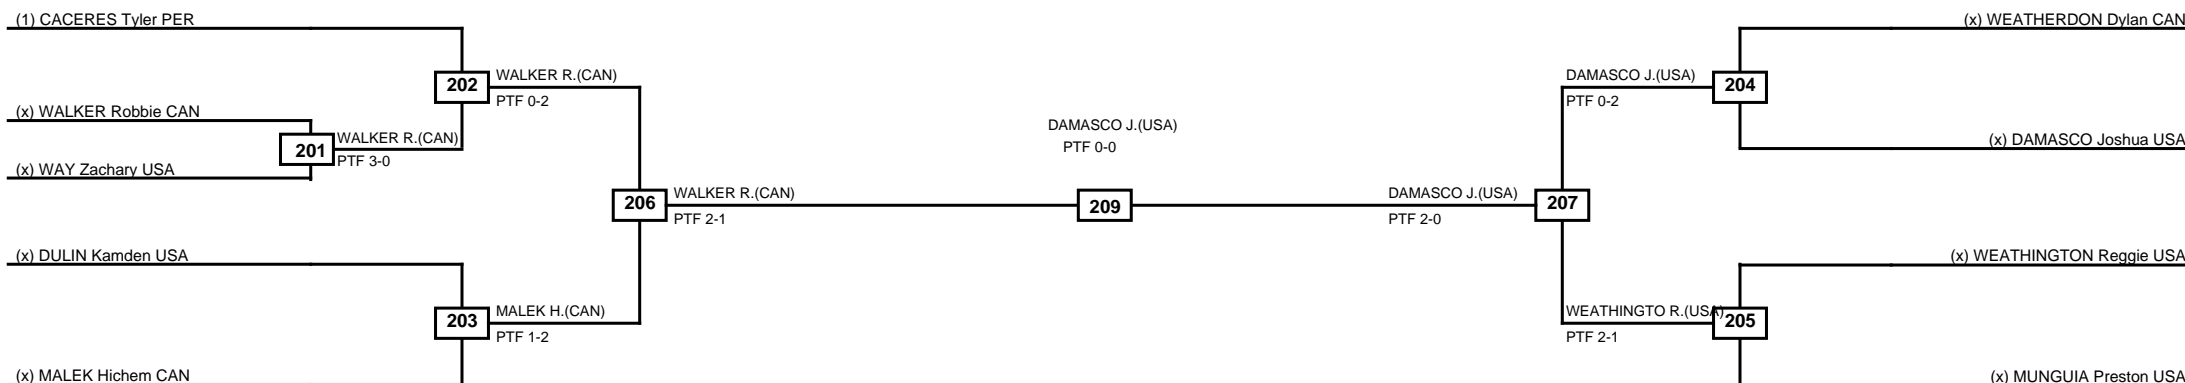 (1) CACERES Tyler PER
(x) WEATHERDON Dylan CAN
202
WALKER R.(CAN)
PTF 0-2
DAMASCO J.(USA)
PTF 0-2
204
(x) WALKER Robbie CAN
201
WALKER R.(CAN)
PTF 3-0
(x) WAY Zachary USA
DAMASCO J.(USA)
PTF 0-0
(x) DAMASCO Joshua USA
206
WALKER R.(CAN)
PTF 2-1
209
DAMASCO J.(USA)
PTF 2-0
207
(x) DULIN Kamden USA
(x) WEATHINGTON Reggie USA
203
MALEK H.(CAN)
PTF 1-2
WEATHINGTO R.(USA)
PTF 2-1
205
(x) MALEK Hichem CAN
(x) MUNGUIA Preston USA